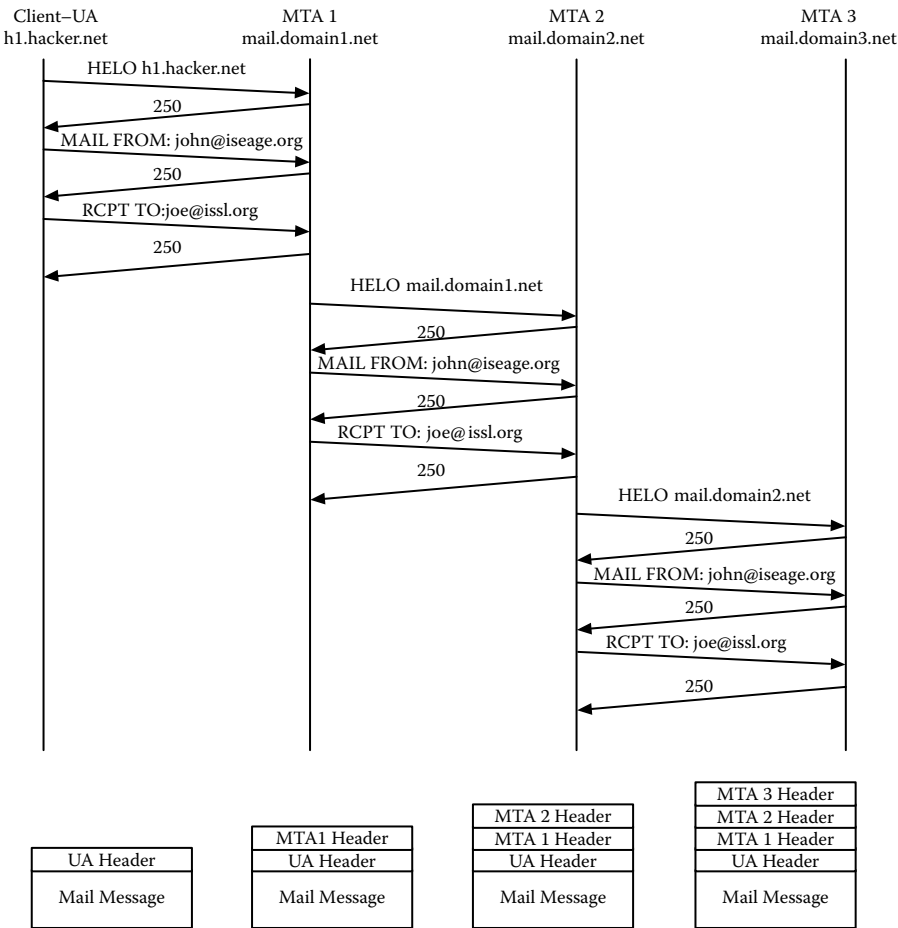 Client–UA
h1.hacker.net
MTA 1
mail.domain1.net
MTA 2
mail.domain2.net
MTA 3
mail.domain3.net
HELO h1.hacker.net
250
MAIL FROM: john@iseage.org
250
RCPT TO:joe@issl.org
250
HELO mail.domain1.net
250
MAIL FROM: john@iseage.org
250
RCPT TO: joe@issl.org
250
HELO mail.domain2.net
250
MAIL FROM: john@iseage.org
250
RCPT TO: joe@issl.org
250
UA Header
Mail Message
MTA1 Header
UA Header
Mail Message
MTA 2 Header
MTA 1 Header
UA Header
Mail Message
MTA 3 Header
MTA 2 Header
MTA 1 Header
UA Header
Mail Message